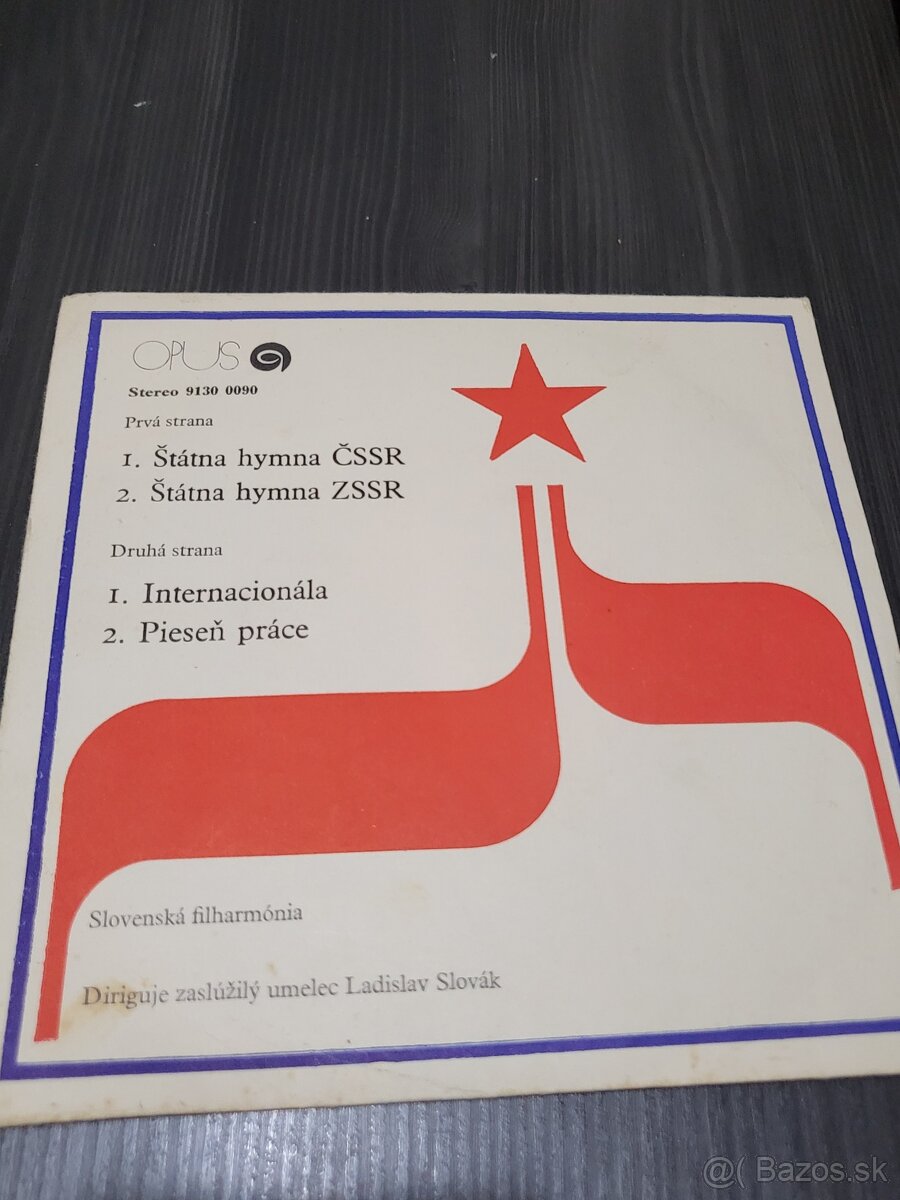 OPUS
Stereo 9130 0090
Prvá strana
1. Štátna hymna ČSSR
2. Štátna hymna ZSSR
Druhá strana
1. Internacionála
2. Pieseň práce
Slovenská filharmónia
Diriguje zaslúžilý umelec Ladislav Slovák
@( Bazos.sk